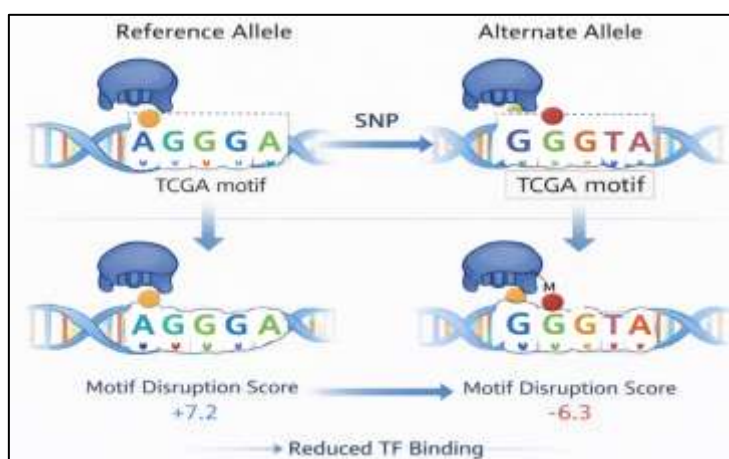 Reference Allele
Alternate Allele
SNP
AGGGA
GGGTA
TCGA motif
TCGA motif
M
AGGGA
GGGTA
Motif Disruption Score
+7.2
Motif Disruption Score
-6.3
Reduced TF Binding